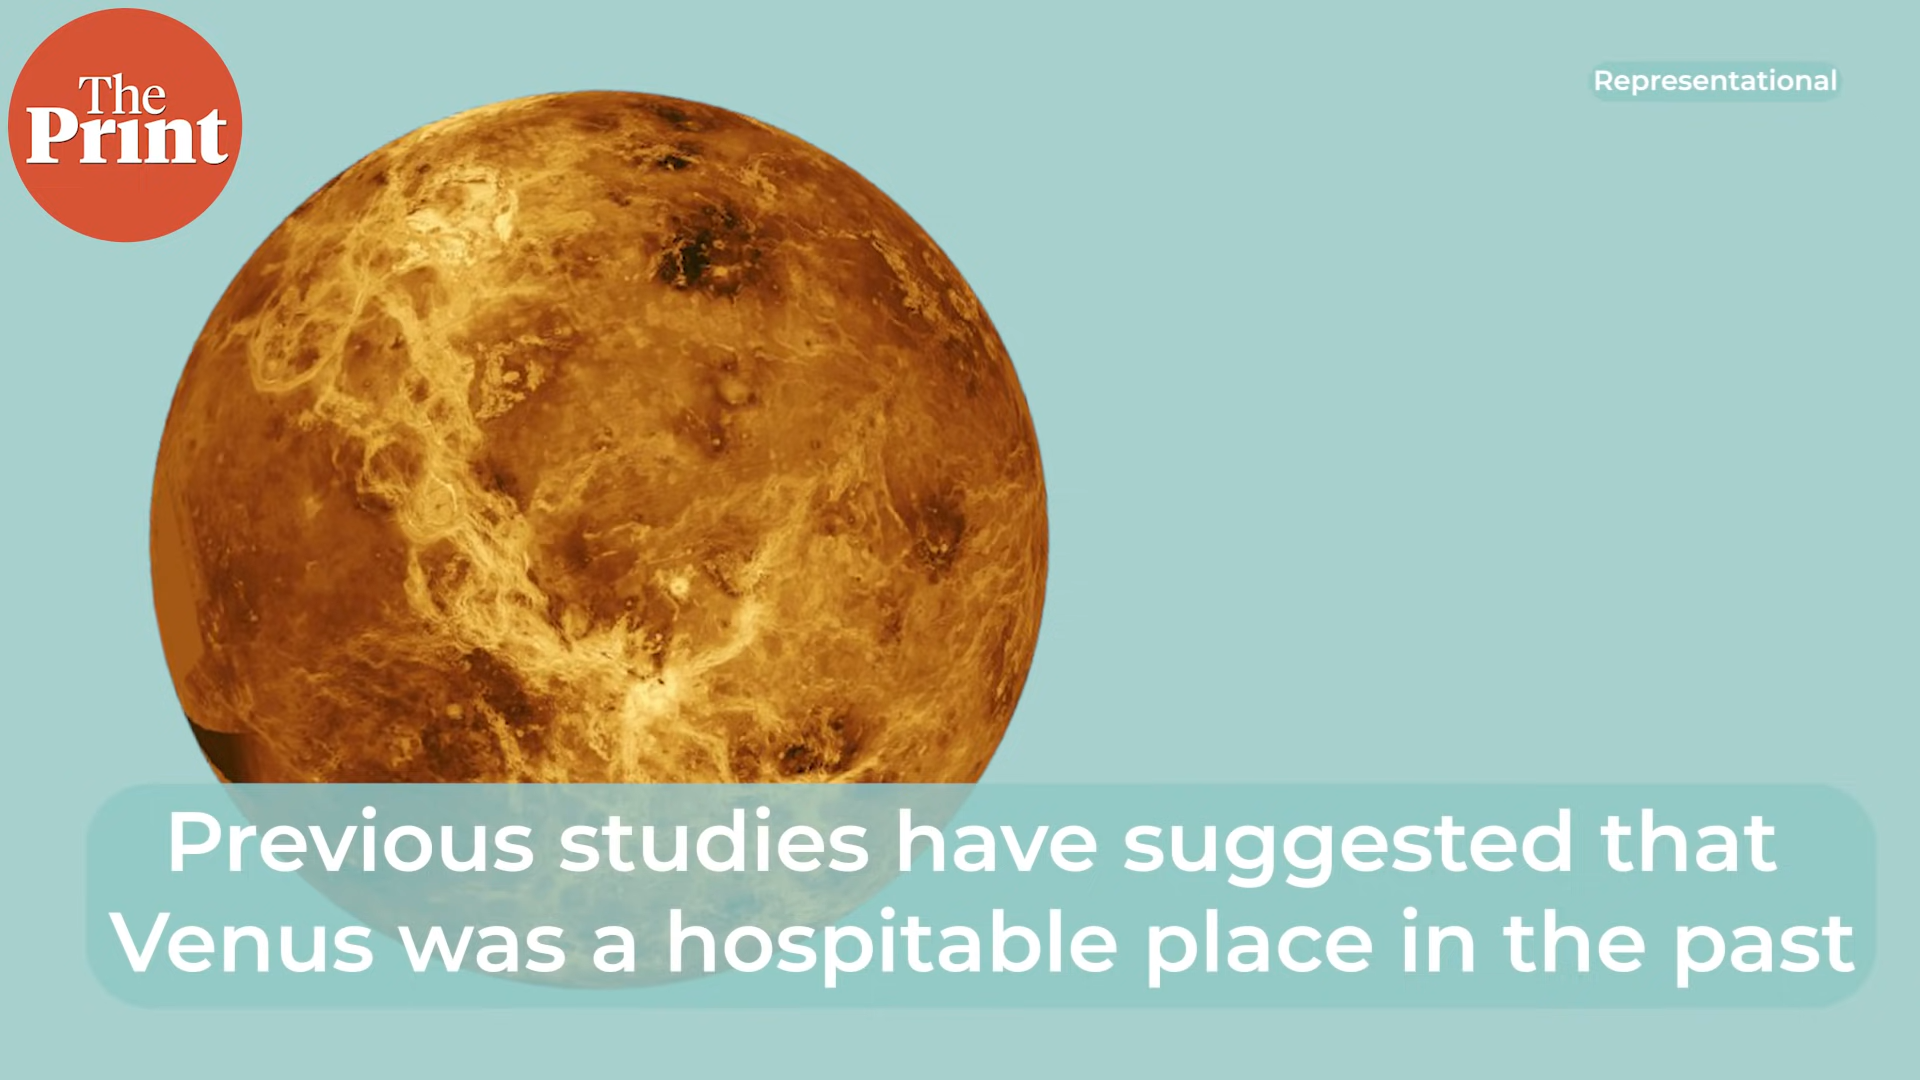 The
Print
Representational
Previous studies have suggested that
Venus was a hospitable place in the past